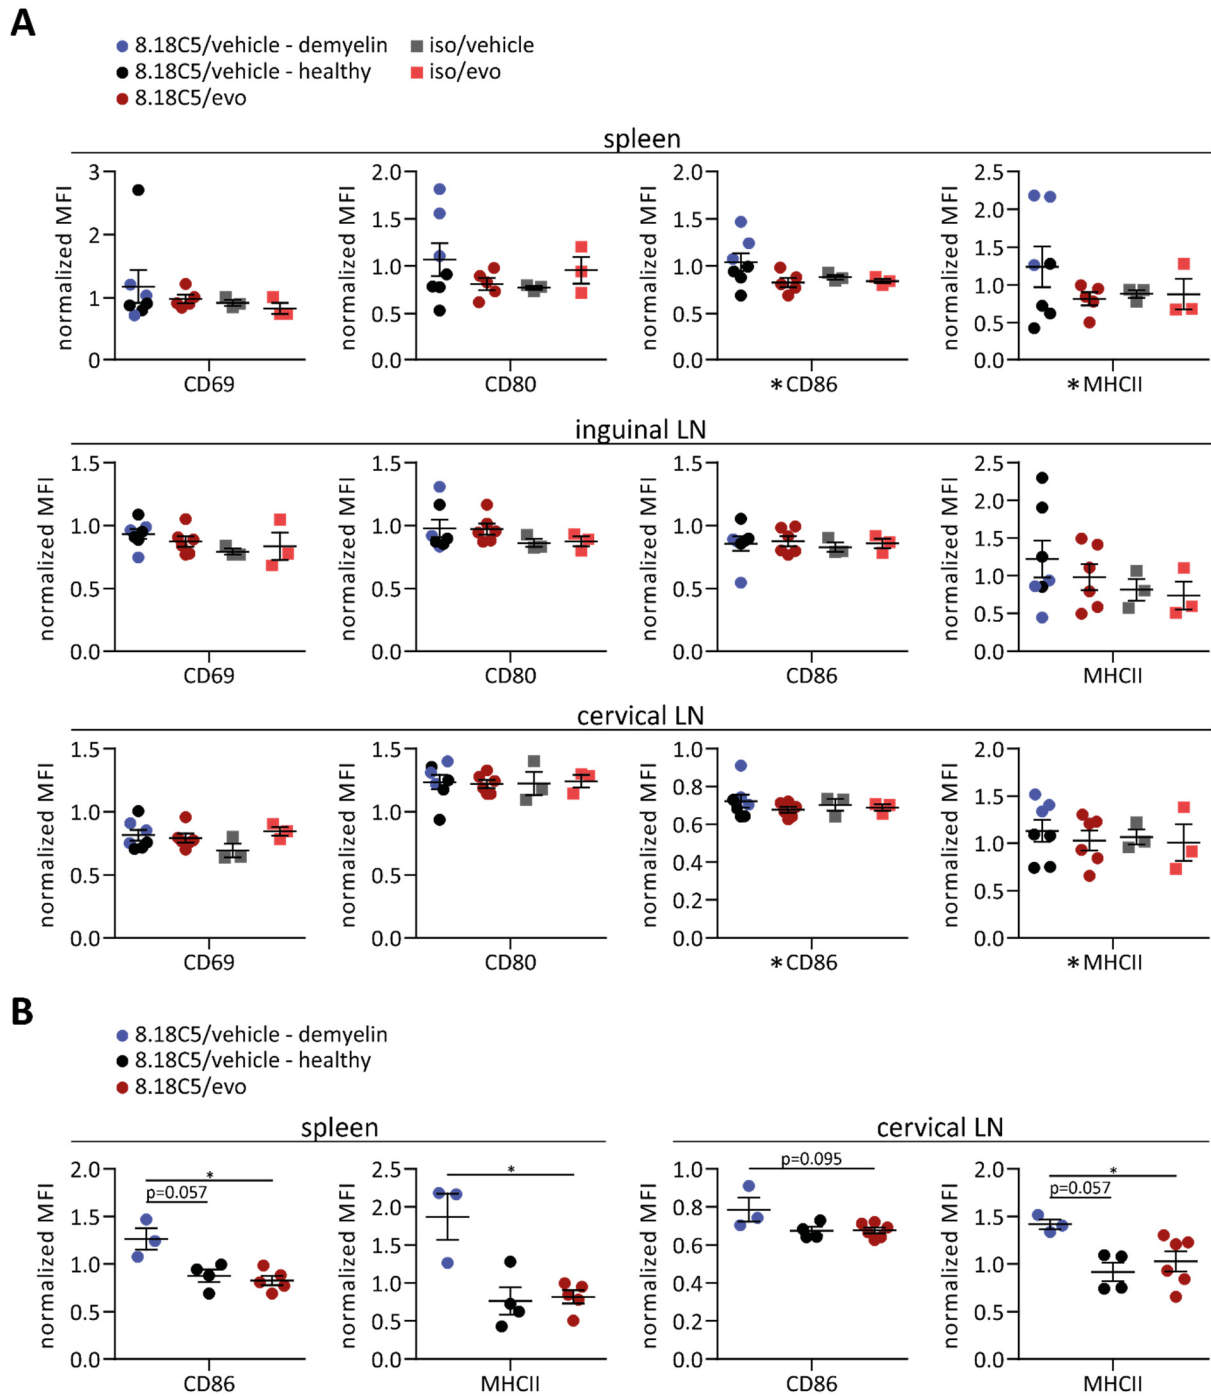 A
8.18C5/vehicle - demyelin
iso/vehicle
8.18C5/vehicle - healthy
iso/evo
8.18C5/evo
spleen
normalized MFI
3
2
1
0
CD69
normalized MFI
2.0
1.5
1.0
0.5
0.0
CD80
normalized MFI
2.0
1.5
1.0
0.5
0.0
*CD86
normalized MFI
2.5
2.0
1.5
1.0
0.5
0.0
*MHCII
inguinal LN
normalized MFI
1.5
1.0
0.5
0.0
CD69
normalized MFI
1.5
1.0
0.5
0.0
CD80
normalized MFI
1.5
1.0
0.5
0.0
CD86
normalized MFI
2.5
2.0
1.5
1.0
0.5
0.0
MHCII
cervical LN
normalized MFI
1.5
1.0
0.5
0.0
CD69
normalized MFI
1.5
1.0
0.5
0.0
CD80
normalized MFI
1.0
0.8
0.6
0.4
0.2
0.0
*CD86
normalized MFI
2.0
1.5
1.0
0.5
0.0
*MHCII
B
8.18C5/vehicle - demyelin
8.18C5/vehicle - healthy
8.18C5/evo
spleen
normalized MFI
2.0
1.5
1.0
0.5
0.0
*
p=0.057
CD86
normalized MFI
2.5
2.0
1.5
1.0
0.5
0.0
*
MHCII
cervical LN
normalized MFI
1.0
0.8
0.6
0.4
0.2
0.0
p=0.095
CD86
normalized MFI
2.0
1.5
1.0
0.5
0.0
*
p=0.057
MHCII